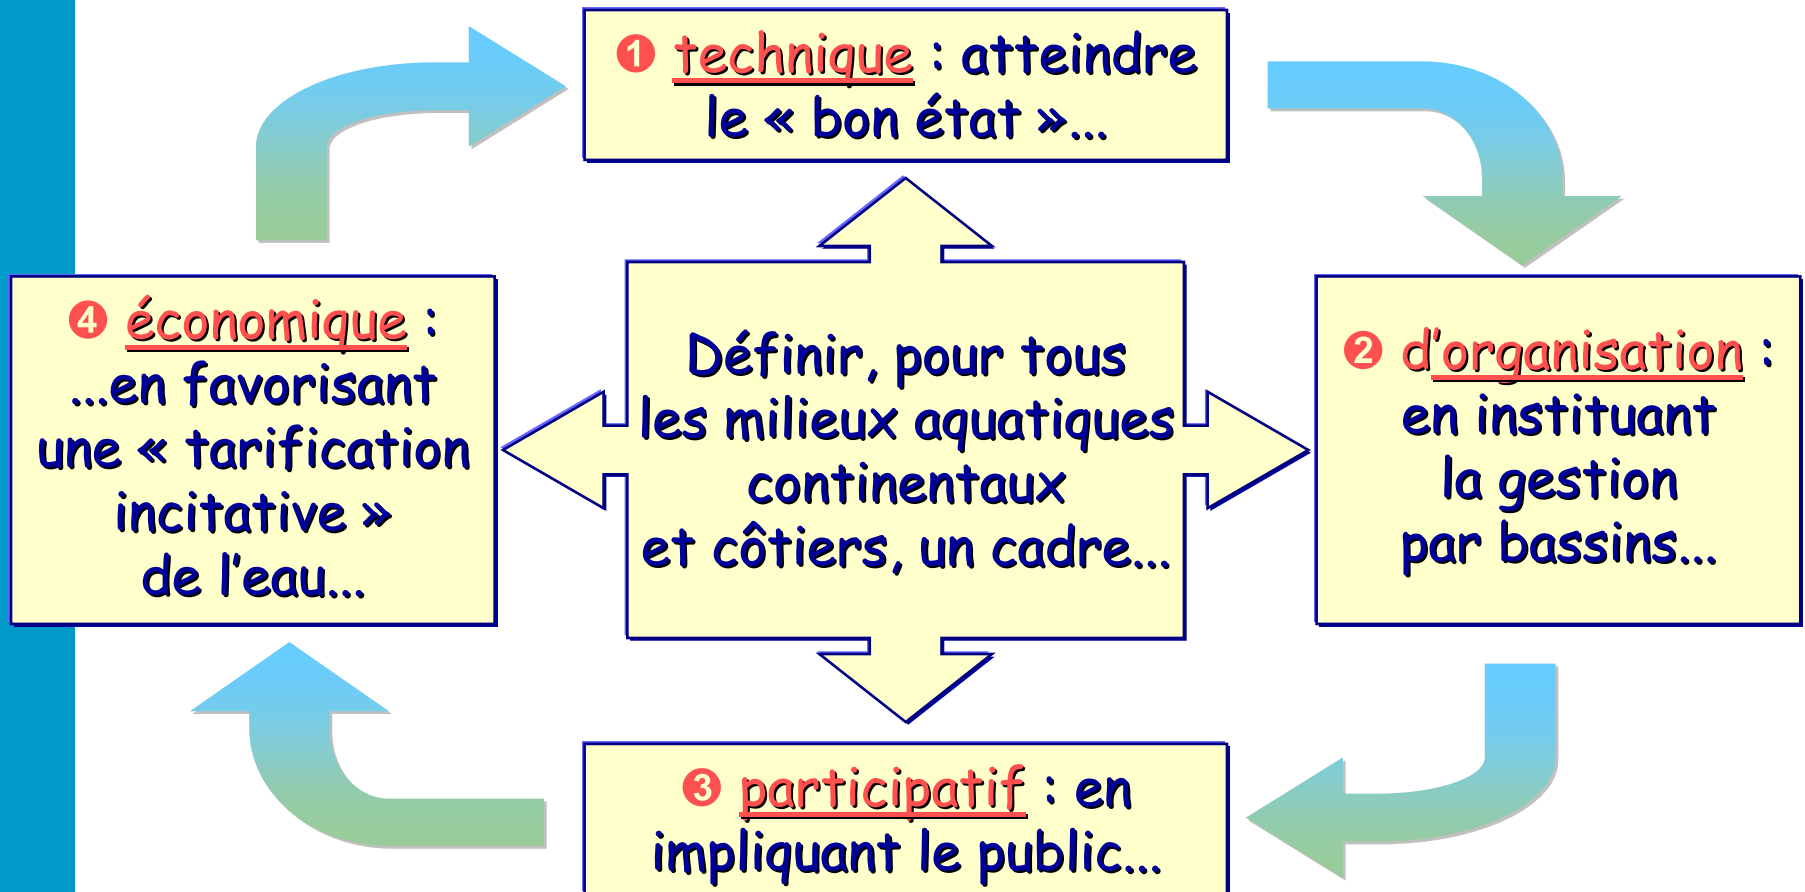 ❶ technique : atteindre
le « bon état »...
❹ économique :
...en favorisant
une « tarification
incitative »
de l’eau...
Définir, pour tous
les milieux aquatiques
continentaux
et côtiers, un cadre...
❷ d’organisation :
en instituant
la gestion
par bassins...
❸ participatif : en
impliquant le public...